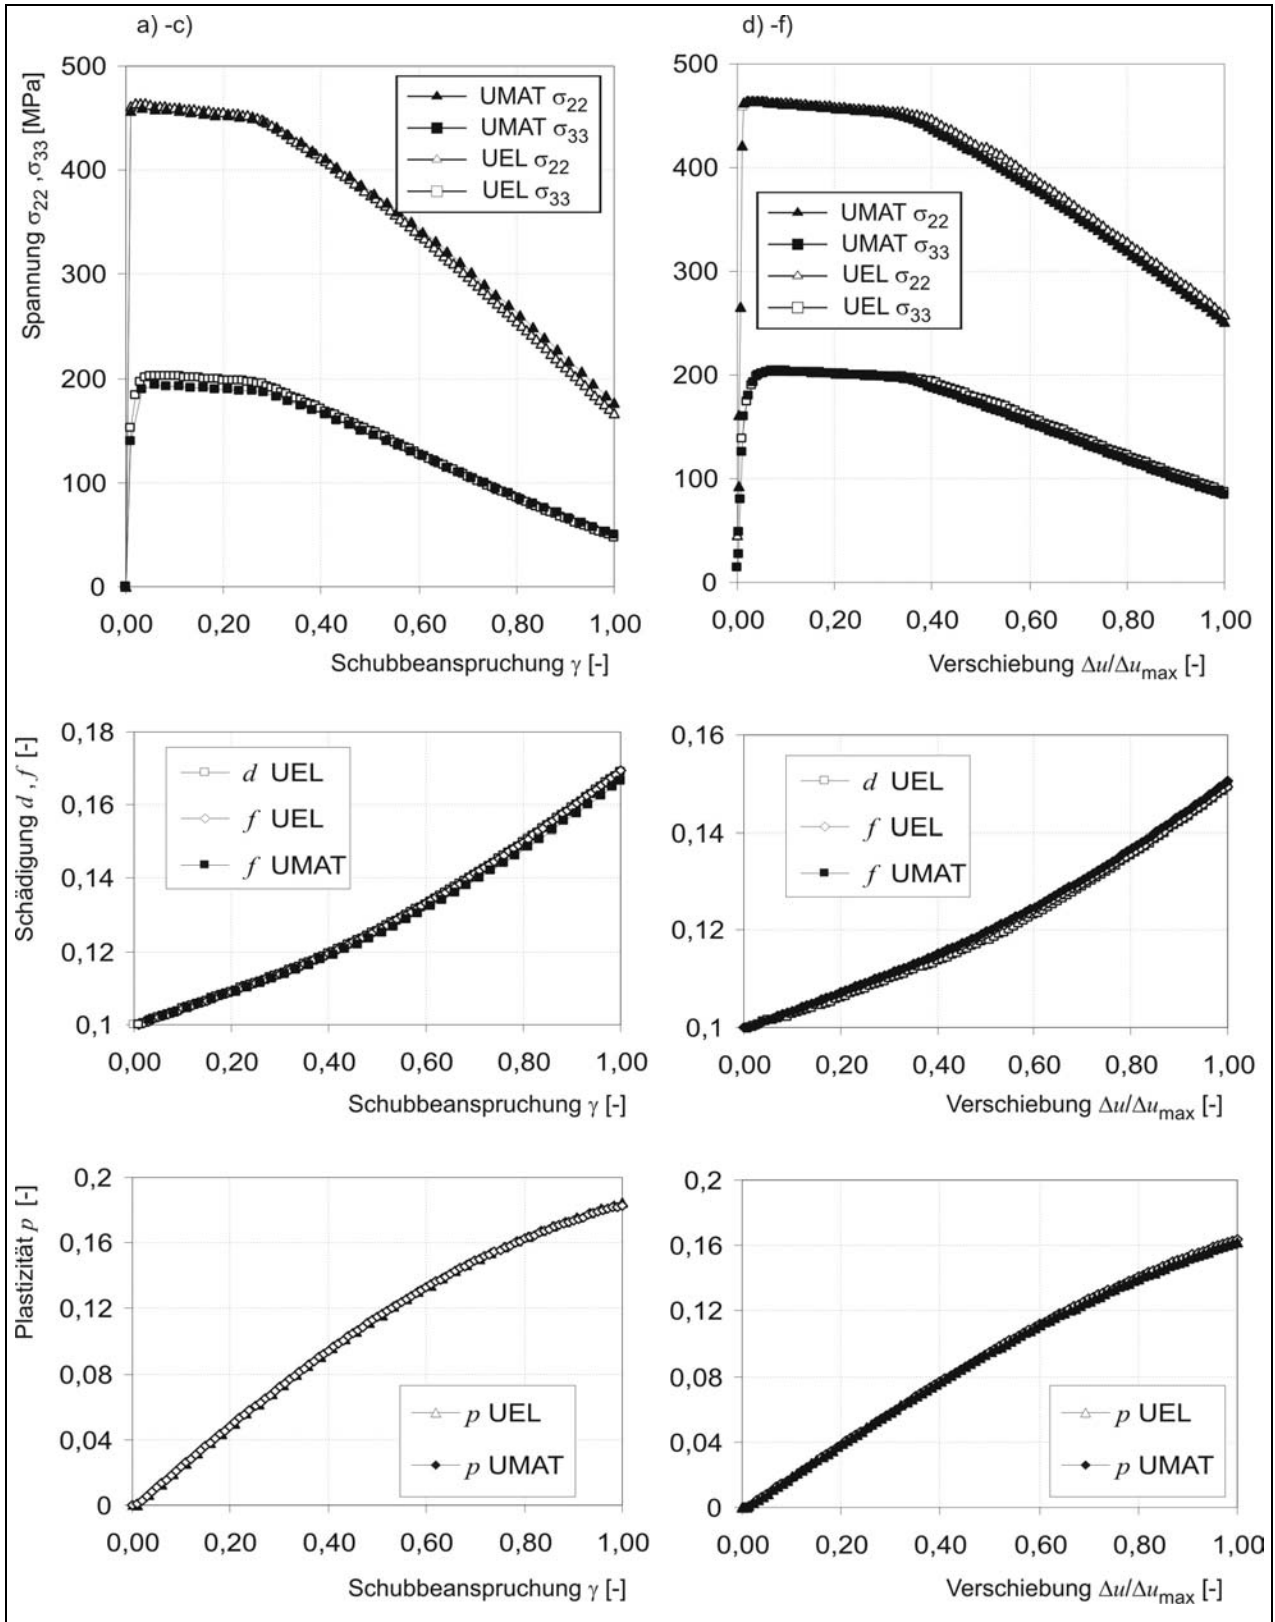 a) -c)
d) -f)
Spannung σ22 , σ33 [MPa]
500
400
300
200
100
0
UMAT σ22
UMAT σ33
UEL σ22
UEL σ33
0,00 0,20 0,40 0,60 0,80 1,00
Schubbeanspruchung γ [-]
500
400
300
200
100
0
UMAT σ22
UMAT σ33
UEL σ22
UEL σ33
0,00 0,20 0,40 0,60 0,80 1,00
Verschiebung Δu/Δumax [-]
Schädigung d , f [-]
0,18
0,16
0,14
0,12
0,1
d UEL
f UEL
f UMAT
0,00 0,20 0,40 0,60 0,80 1,00
Schubbeanspruchung γ [-]
0,16
0,14
0,12
0,1
d UEL
f UEL
f UMAT
0,00 0,20 0,40 0,60 0,80 1,00
Verschiebung Δu/Δumax [-]
Plastizität p [-]
0,2
0,16
0,12
0,08
0,04
0
p UEL
p UMAT
0,00 0,20 0,40 0,60 0,80 1,00
Schubbeanspruchung γ [-]
0,2
0,16
0,12
0,08
0,04
0
p UEL
p UMAT
0,00 0,20 0,40 0,60 0,80 1,00
Verschiebung Δu/Δumax [-]